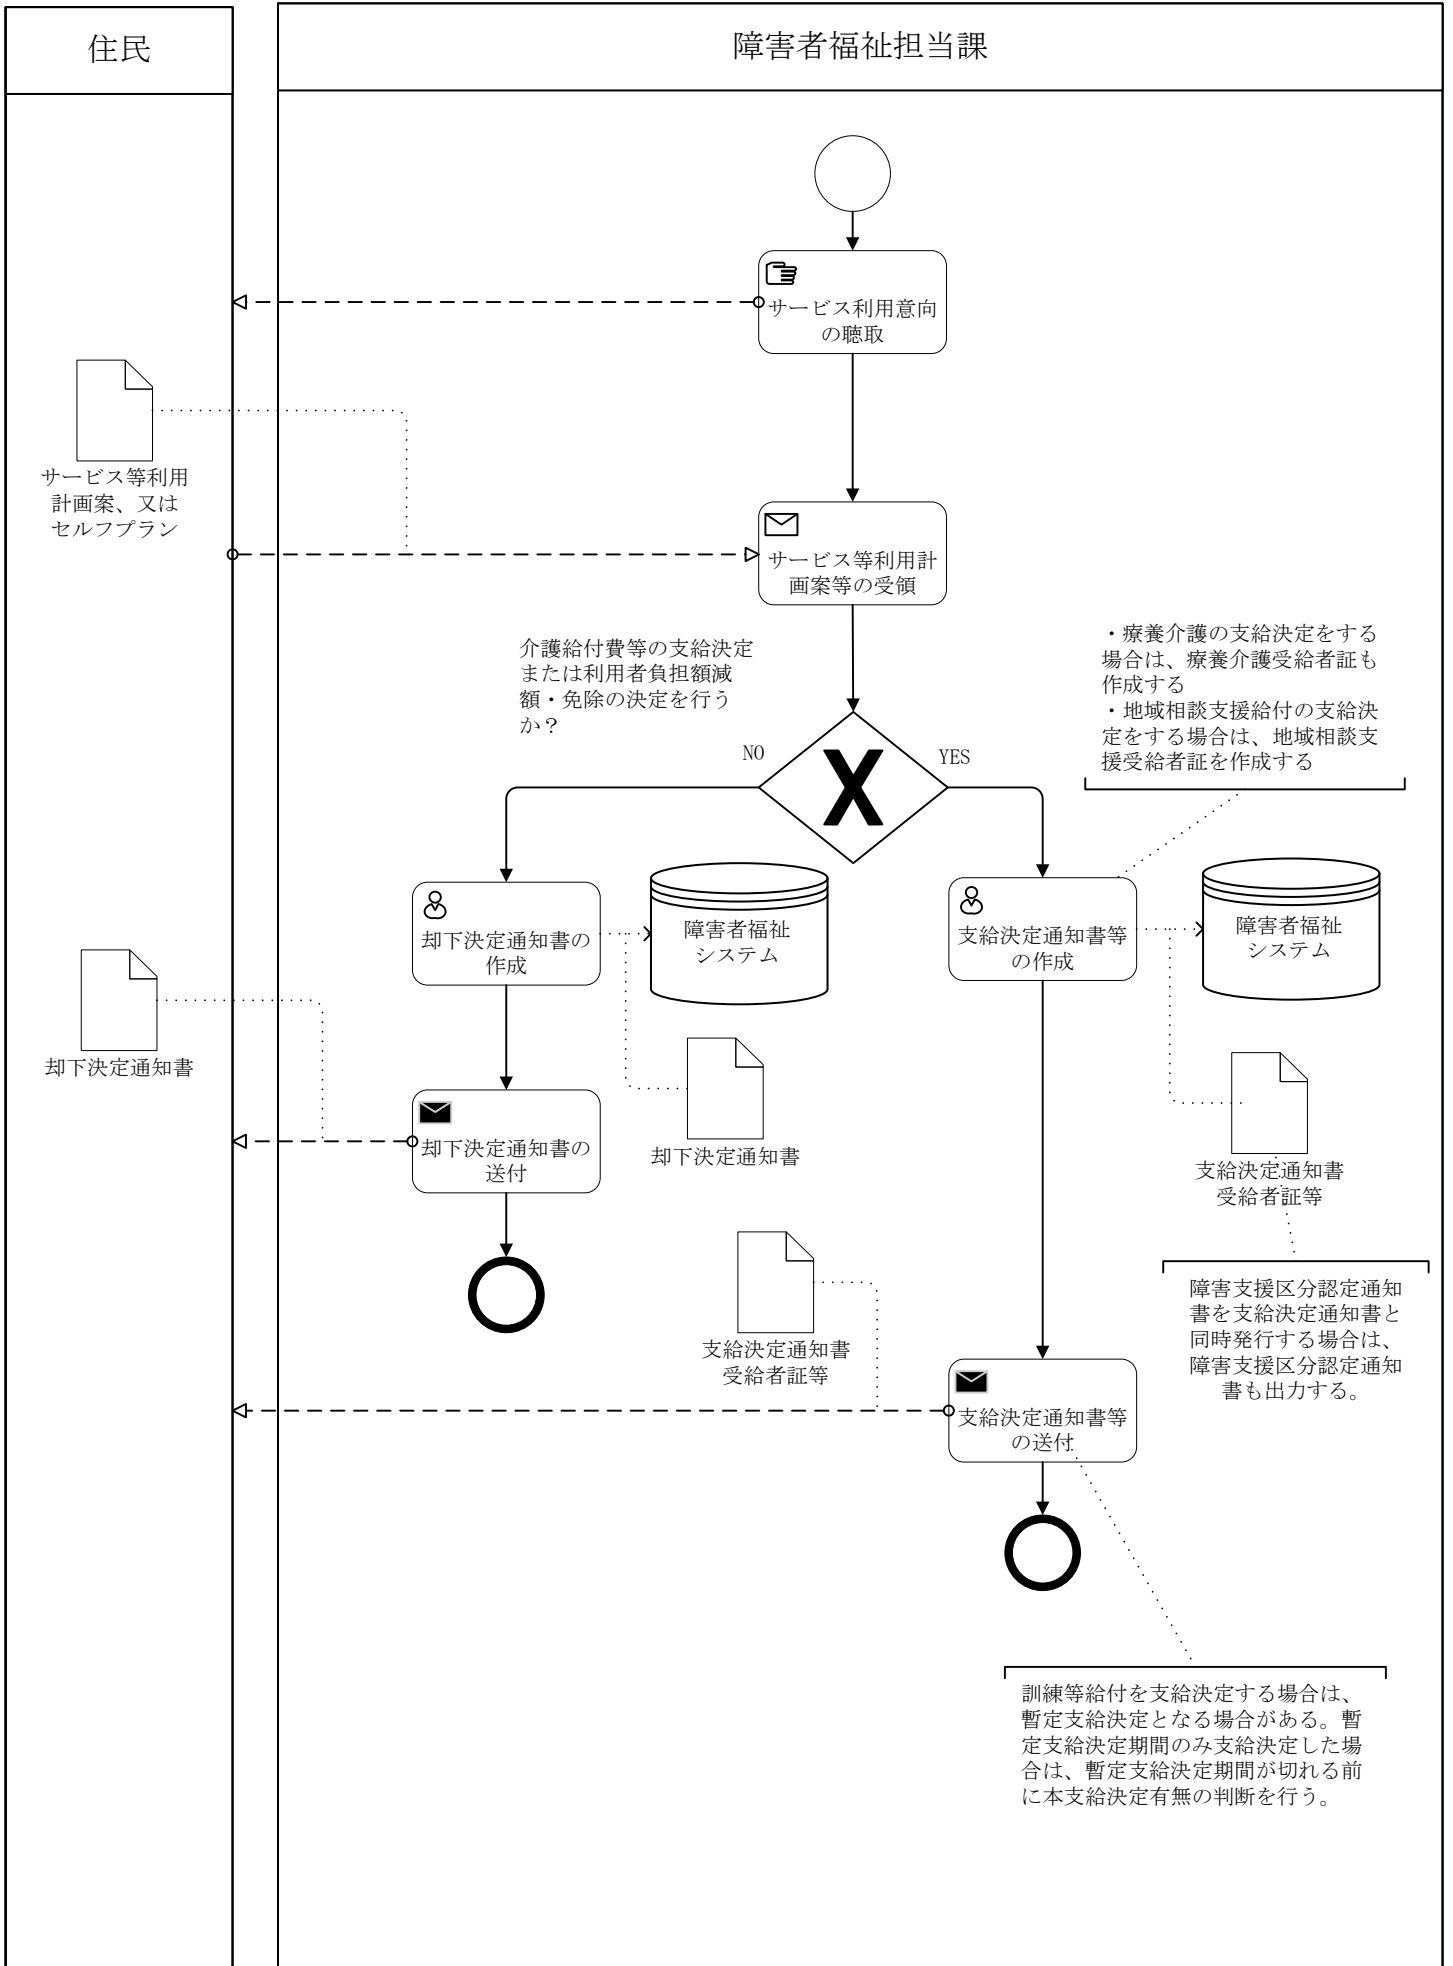 住民
障害者福祉担当課
サービス利用意向
の聴取
サービス等利用
計画案、又は
セルフプラン
サービス等利用計
画案等の受領
介護給付費等の支給決定
または利用者負担額減
額・免除の決定を行う
か？
・療養介護の支給決定をする
場合は、療養介護受給者証も
作成する
・地域相談支援給付の支給決
定をする場合は、地域相談支
援受給者証を作成する
NO
YES
却下決定通知書の
作成
障害者福祉
システム
支給決定通知書等
の作成
障害者福祉
システム
却下決定通知書
却下決定通知書の
送付
却下決定通知書
支給決定通知書
受給者証等
障害支援区分認定通知
書を支給決定通知書と
同時発行する場合は、
障害支援区分認定通知
書も出力する。
支給決定通知書
受給者証等
支給決定通知書等
の送付
訓練等給付を支給決定する場合は、
暫定支給決定となる場合がある。暫
定支給決定期間のみ支給決定した場
合は、暫定支給決定期間が切れる前
に本支給決定有無の判断を行う。